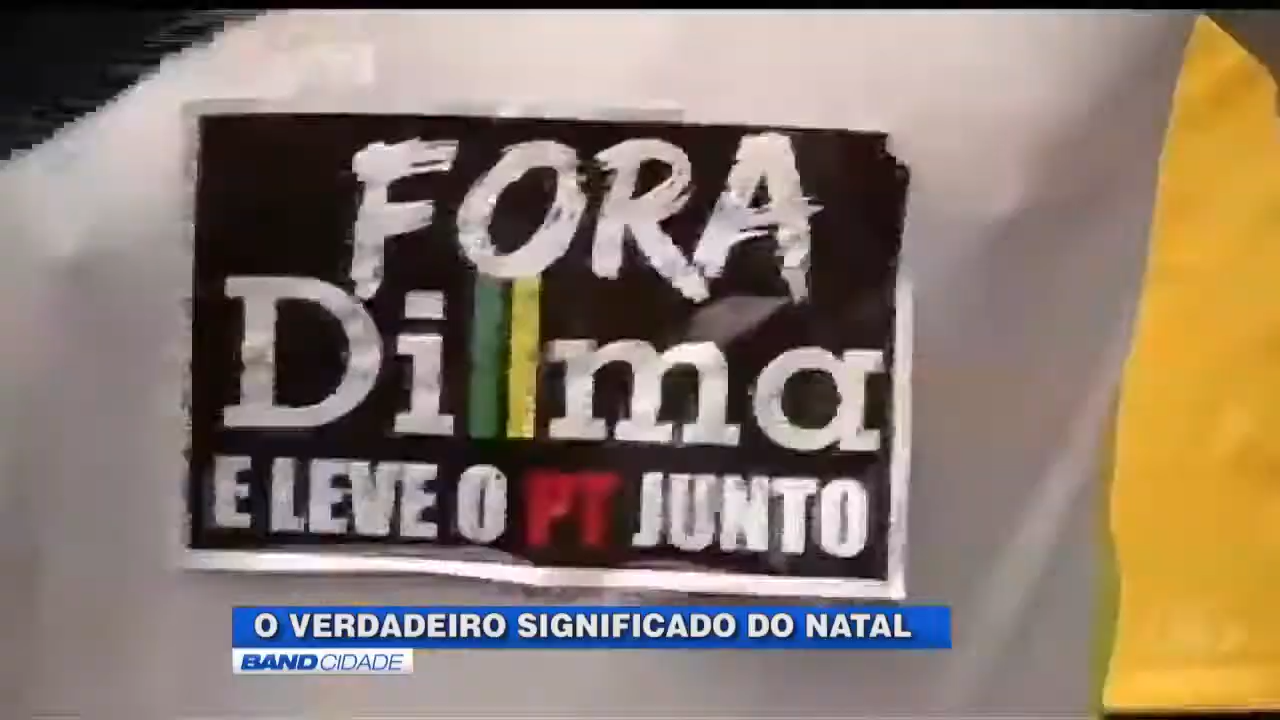 FORA
Dilma
E LEVE O PT JUNTO
O VERDADEIRO SIGNIFICADO DO NATAL
BAND CIDADE